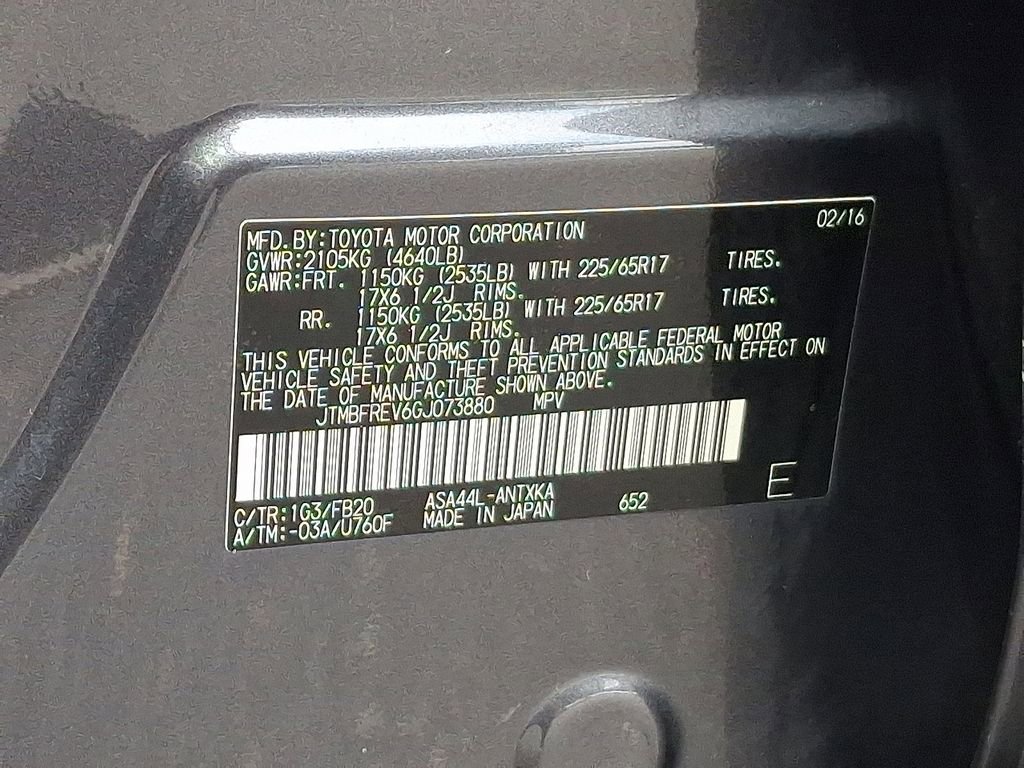 02/16
MFD.BY:TOYOTA MOTOR CORPORATION
GVWR:2105KG (4640LB)
GAWR:FRT. 1150KG (2535LB) WITH 225/65R17 TIRES.
17X6 1/2J RIMS.
RR. 1150KG (2535LB) WITH 225/65R17 TIRES.
17X6 1/2J RIMS.
THIS VEHICLE CONFORMS TO ALL APPLICABLE FEDERAL MOTOR
VEHICLE SAFETY AND THEFT PREVENTION STANDARDS IN EFFECT ON
THE DATE OF MANUFACTURE SHOWN ABOVE.
JTMBFREV6GJ073880 MPV
C/TR:1G3/FB20 ASA44L-ANTXKA 652 E
A/TM:-03A/U760F MADE IN JAPAN